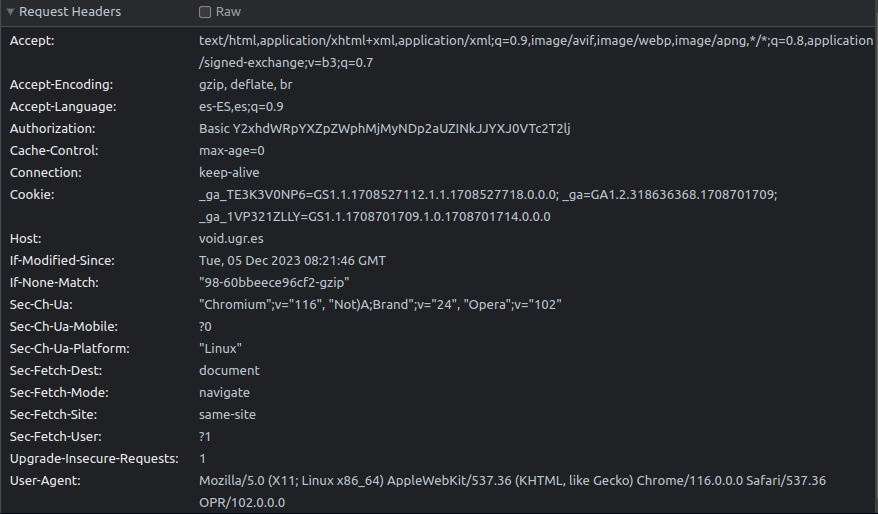 Request Headers Raw
Accept: text/html,application/xhtml+xml,application/xml;q=0.9,image/avif,image/webp,image/apng,*/*;q=0.8,application
/signed-exchange;v=b3;q=0.7
Accept-Encoding: gzip, deflate, br
Accept-Language: es-ES,es;q=0.9
Authorization: Basic Y2xhdWRpYXZpZWphMjMyNDp2aUZINkJJYXJ0VTc2T2lj
Cache-Control: max-age=0
Connection: keep-alive
Cookie: _ga_TE3K3V0NP6=GS1.1.1708527112.1.1.1708527718.0.0.0; _ga=GA1.2.318636368.1708701709;
_ga_1VP321ZLLY=GS1.1.1708701709.1.0.1708701714.0.0.0
Host: void.ugr.es
If-Modified-Since: Tue, 05 Dec 2023 08:21:46 GMT
If-None-Match: "98-60bbeece96cf2-gzip"
Sec-Ch-Ua: "Chromium";v="116", "Not)A;Brand";v="24", "Opera";v="102"
Sec-Ch-Ua-Mobile: ?0
Sec-Ch-Ua-Platform: "Linux"
Sec-Fetch-Dest: document
Sec-Fetch-Mode: navigate
Sec-Fetch-Site: same-site
Sec-Fetch-User: ?1
Upgrade-Insecure-Requests: 1
User-Agent: Mozilla/5.0 (X11; Linux x86_64) AppleWebKit/537.36 (KHTML, like Gecko) Chrome/116.0.0.0 Safari/537.36
OPR/102.0.0.0